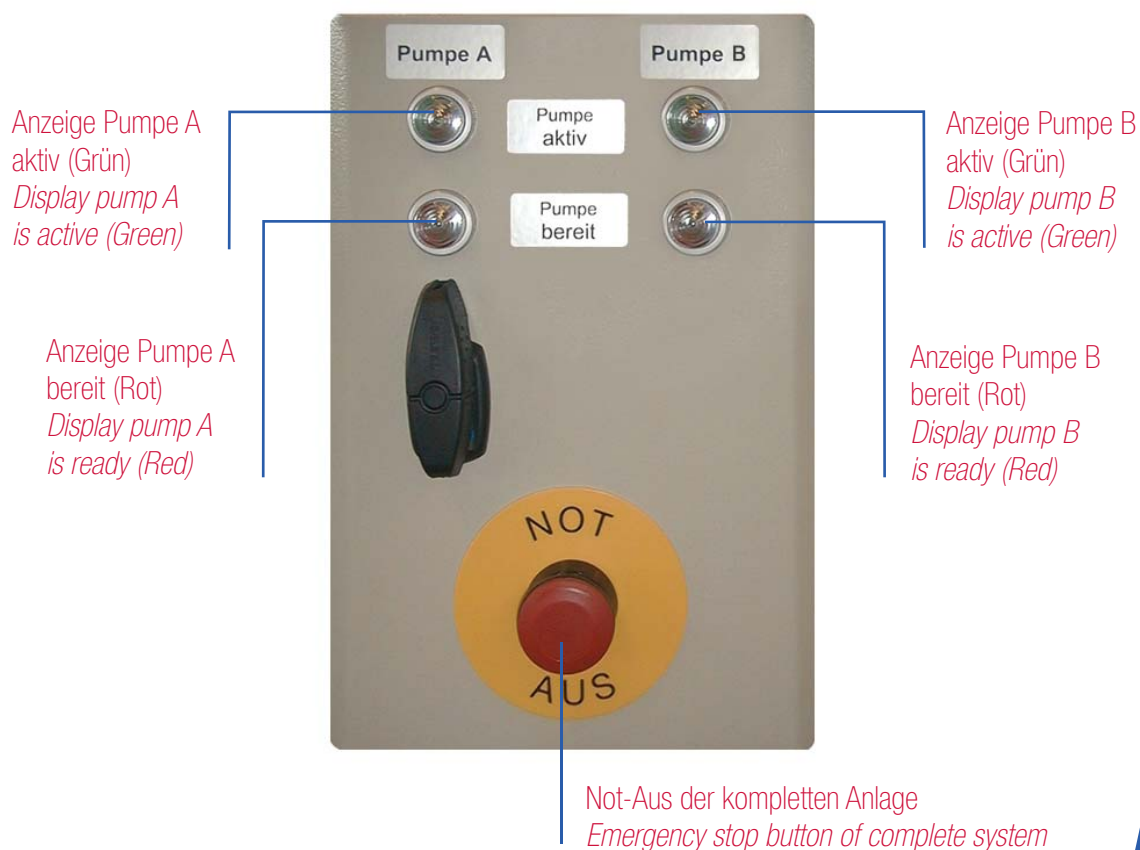 Pumpe A
Pumpe B
Anzeige Pumpe A
aktiv (Grün)
Display pump A
is active (Green)
Pumpe
aktiv
Anzeige Pumpe B
aktiv (Grün)
Display pump B
is active (Green)
Pumpe
bereit
Anzeige Pumpe A
bereit (Rot)
Display pump A
is ready (Red)
Anzeige Pumpe B
bereit (Rot)
Display pump B
is ready (Red)
NOT
AUS
Not-Aus der kompletten Anlage
Emergency stop button of complete system